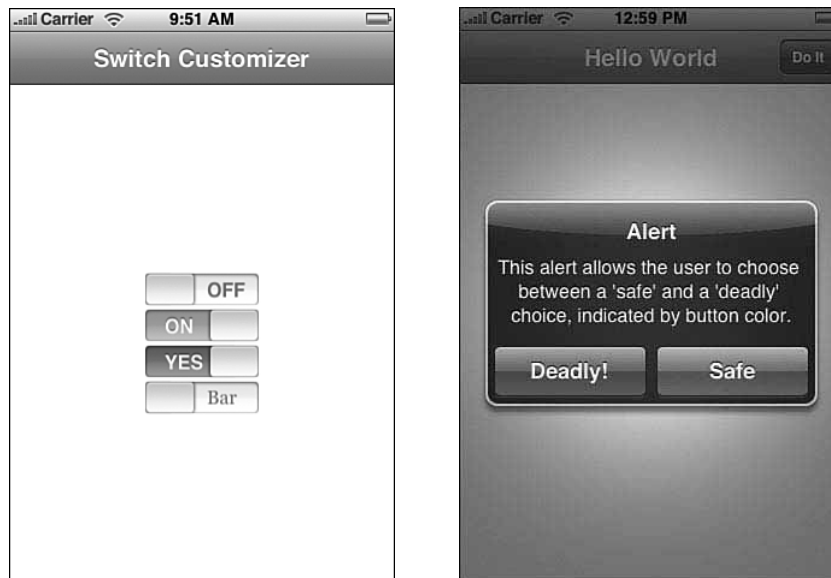 Carrier 9:51 AM
Switch Customizer
OFF
ON
YES
Bar
Carrier 12:59 PM
Hello World Do It
Alert
This alert allows the user to choose
between a 'safe' and a 'deadly'
choice, indicated by button color.
Deadly! Safe